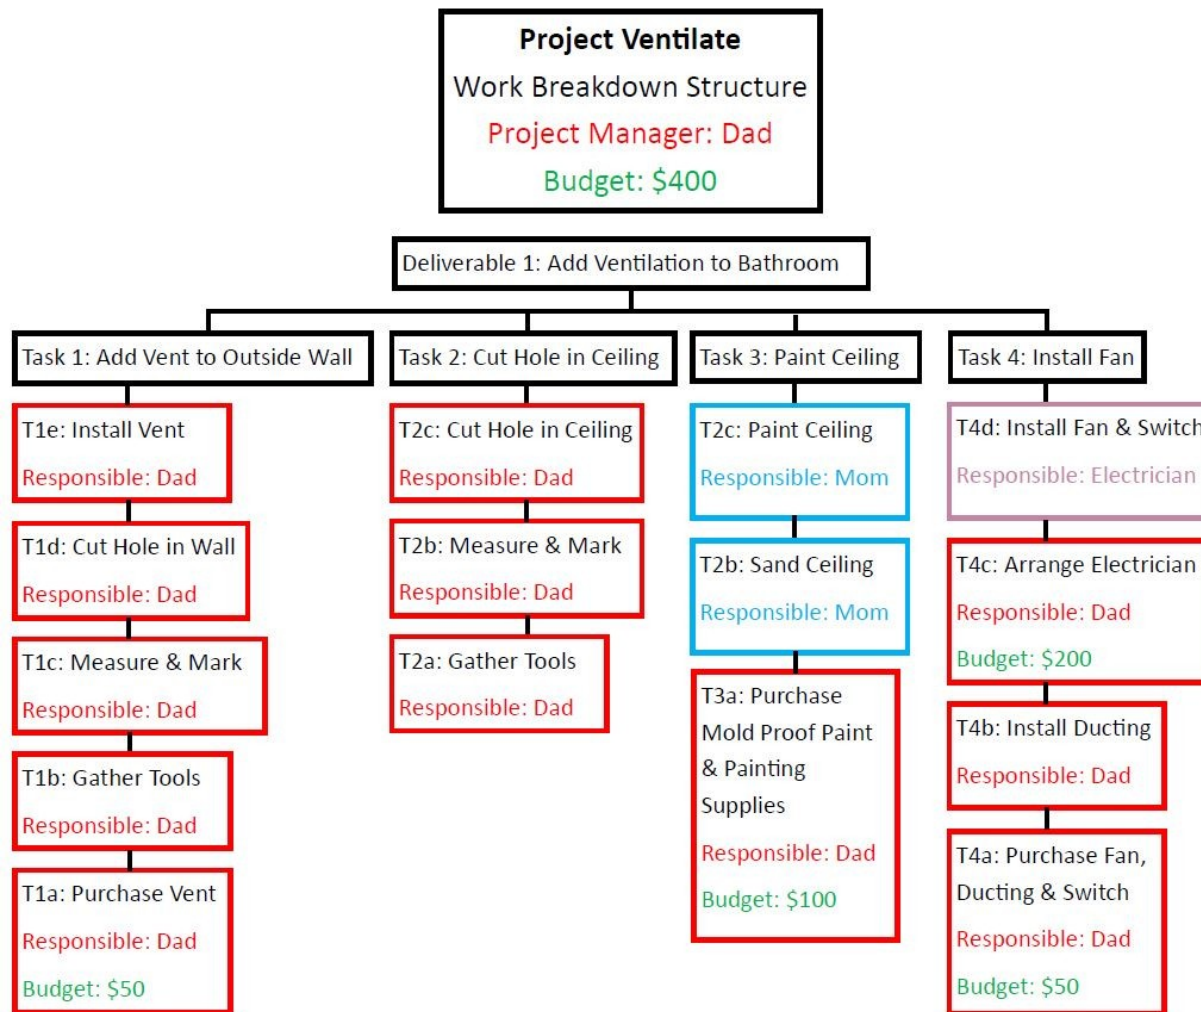 Project Ventilate
Work Breakdown Structure
Project Manager: Dad
Budget: $400
Deliverable 1: Add Ventilation to Bathroom
Task 1: Add Vent to Outside Wall
T1e: Install Vent
Responsible: Dad
T1d: Cut Hole in Wall
Responsible: Dad
T1c: Measure & Mark
Responsible: Dad
T1b: Gather Tools
Responsible: Dad
T1a: Purchase Vent
Responsible: Dad
Budget: $50
Task 2: Cut Hole in Ceiling
T2c: Cut Hole in Ceiling
Responsible: Dad
T2b: Measure & Mark
Responsible: Dad
T2a: Gather Tools
Responsible: Dad
Task 3: Paint Ceiling
T2c: Paint Ceiling
Responsible: Mom
T2b: Sand Ceiling
Responsible: Mom
T3a: Purchase
Mold Proof Paint
& Painting
Supplies
Responsible: Dad
Budget: $100
Task 4: Install Fan
T4d: Install Fan & Switch
Responsible: Electrician
T4c: Arrange Electrician
Responsible: Dad
Budget: $200
T4b: Install Ducting
Responsible: Dad
T4a: Purchase Fan,
Ducting & Switch
Responsible: Dad
Budget: $50